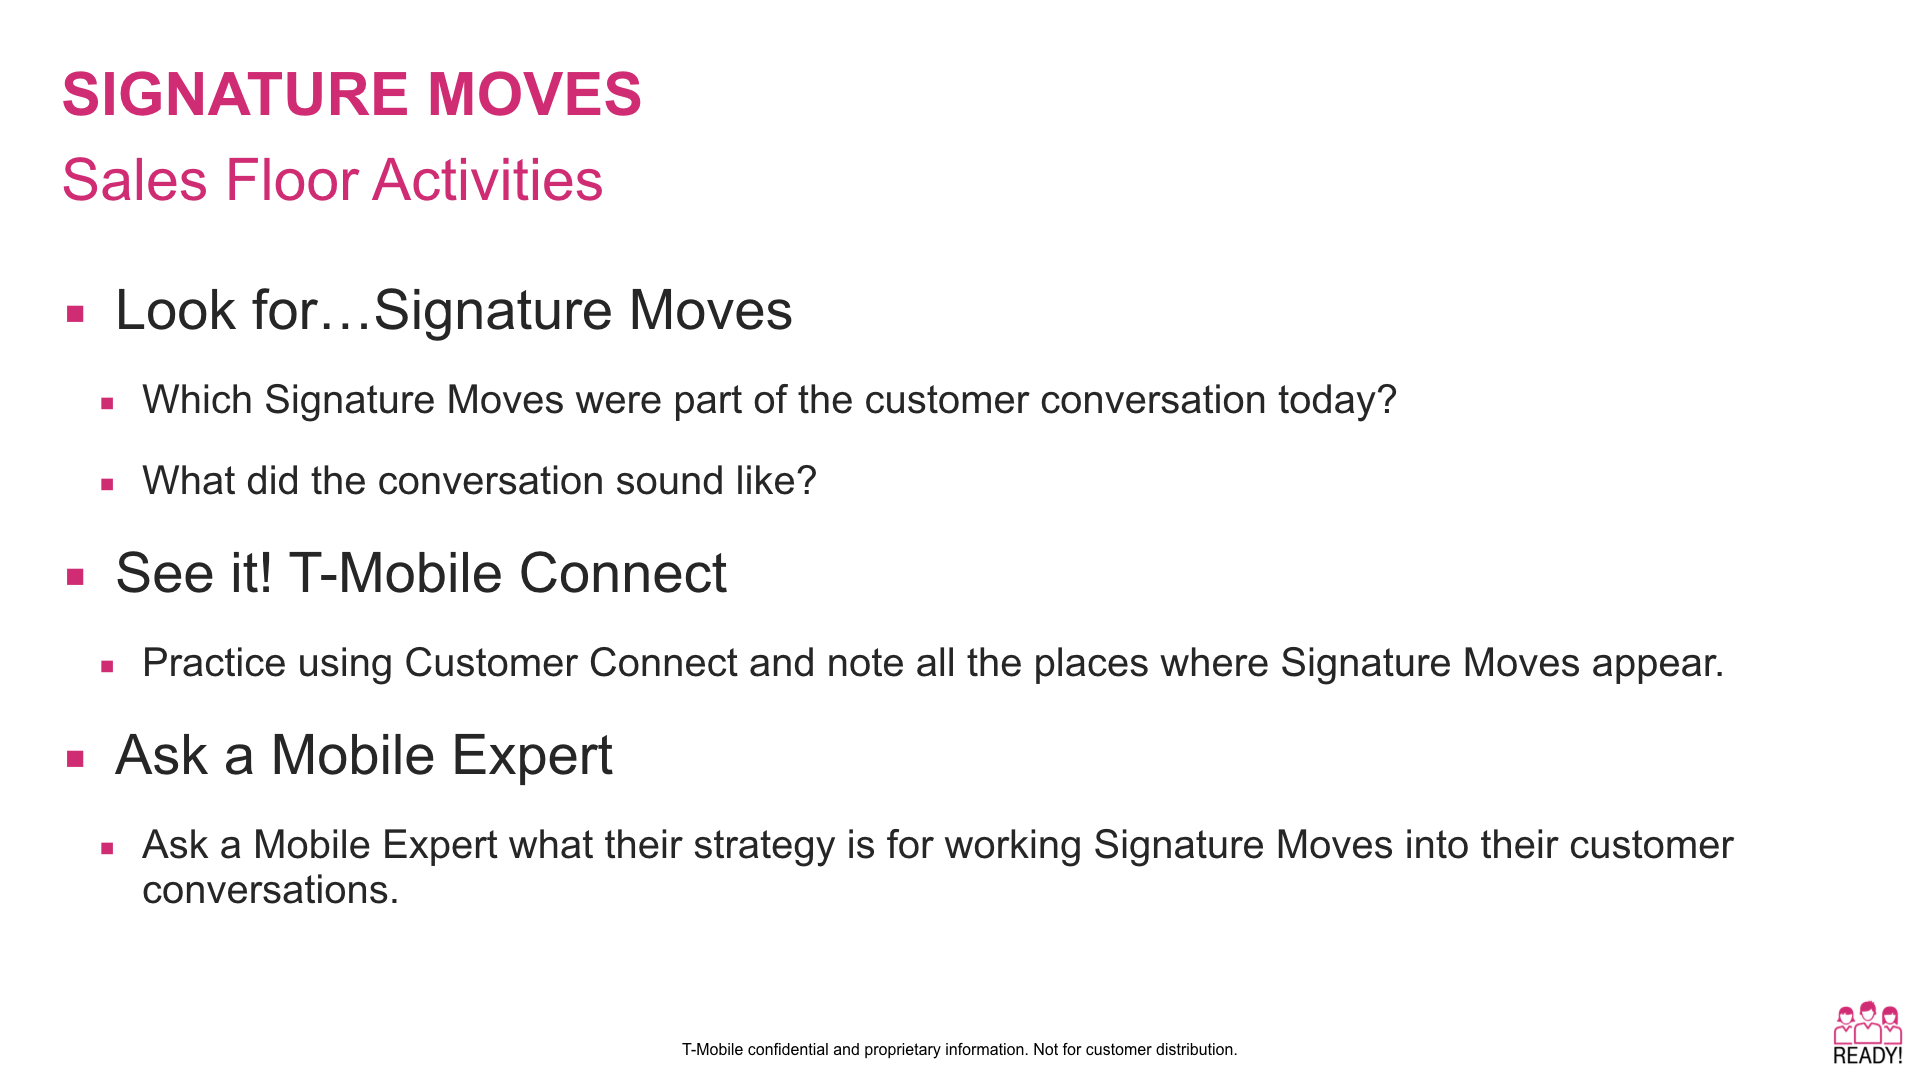 SIGNATURE MOVES
Sales Floor Activities
Look for…Signature Moves
Which Signature Moves were part of the customer conversation today?
What did the conversation sound like?
See it! T-Mobile Connect
Practice using Customer Connect and note all the places where Signature Moves appear.
Ask a Mobile Expert
Ask a Mobile Expert what their strategy is for working Signature Moves into their customer
conversations.
T-Mobile confidential and proprietary information. Not for customer distribution.
READY!